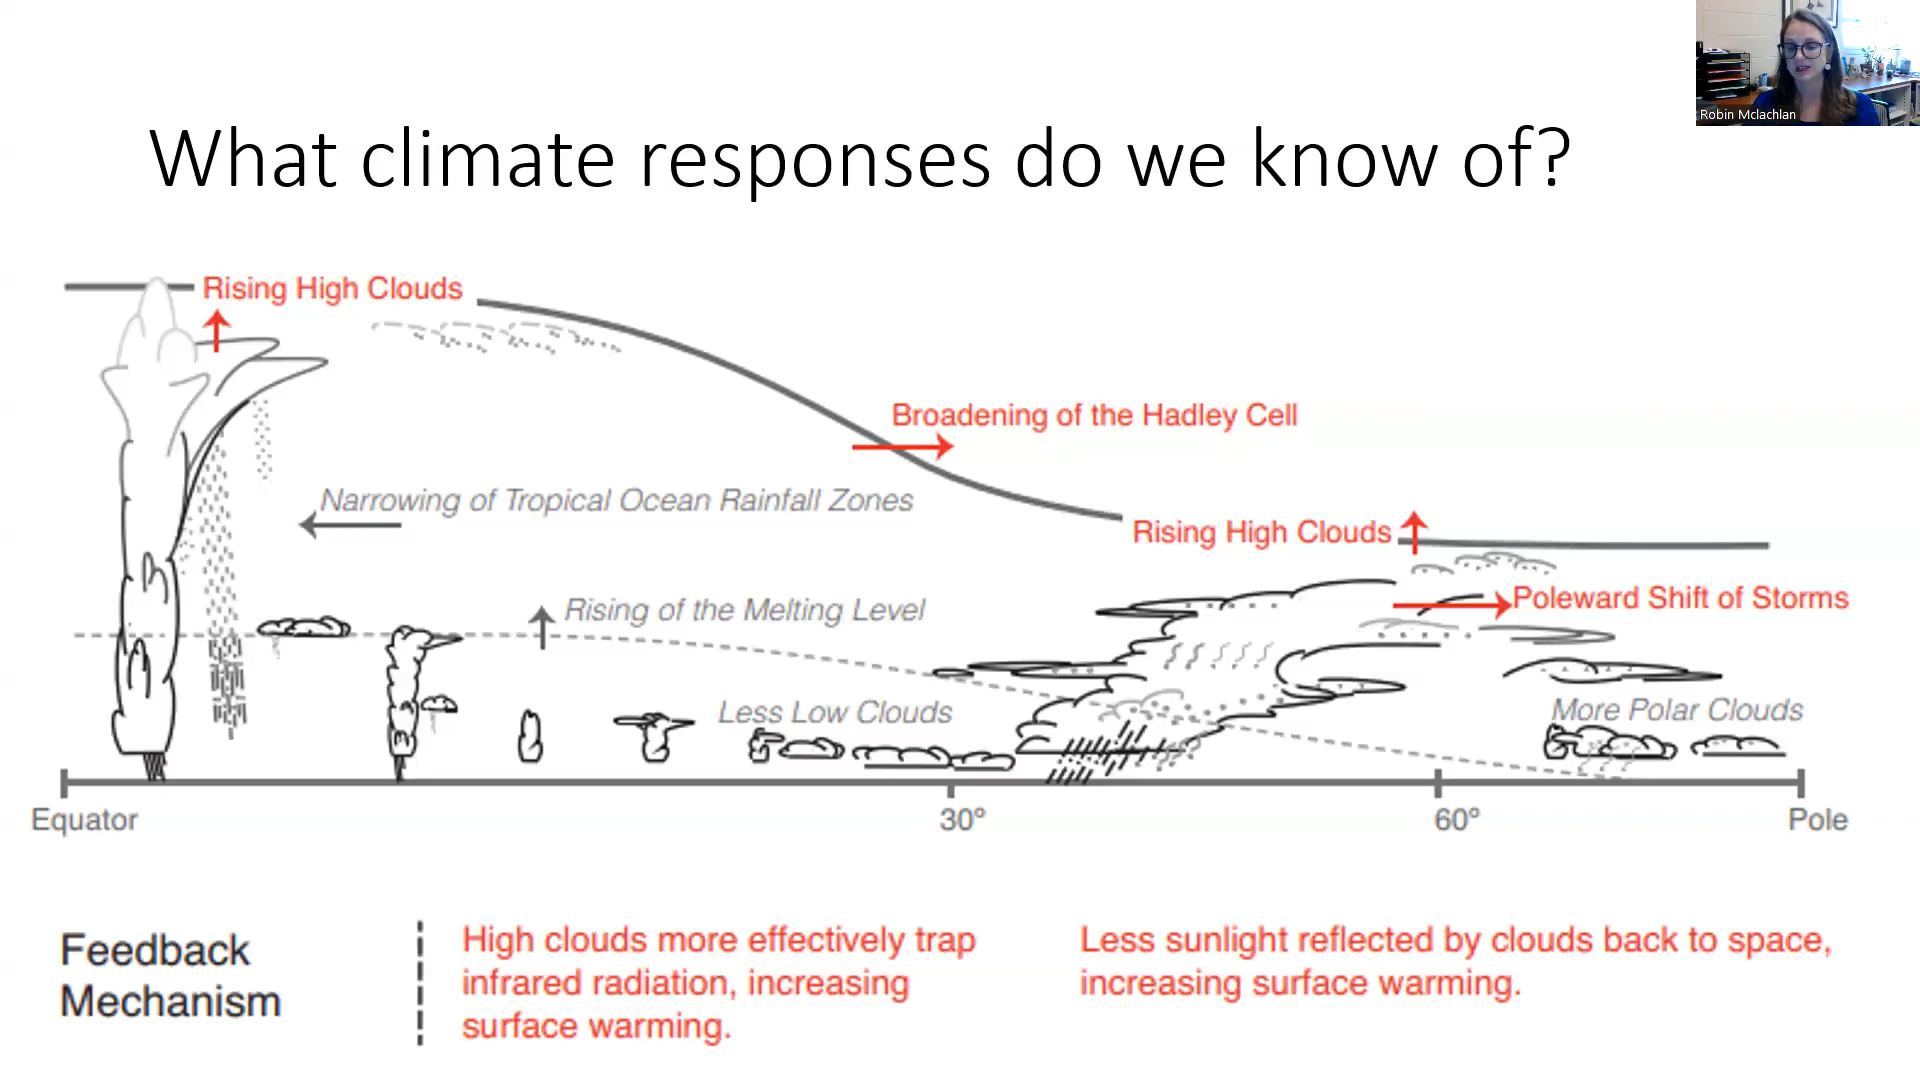 Robin Mclachlan
What climate responses do we know of?
Rising High Clouds
Broadening of the Hadley Cell
Narrowing of Tropical Ocean Rainfall Zones
Rising High Clouds
Poleward Shift of Storms
Rising of the Melting Level
Less Low Clouds
More Polar Clouds
Equator
30º
60º
Pole
Feedback
Mechanism
High clouds more effectively trap
infrared radiation, increasing
surface warming.
Less sunlight reflected by clouds back to space,
increasing surface warming.